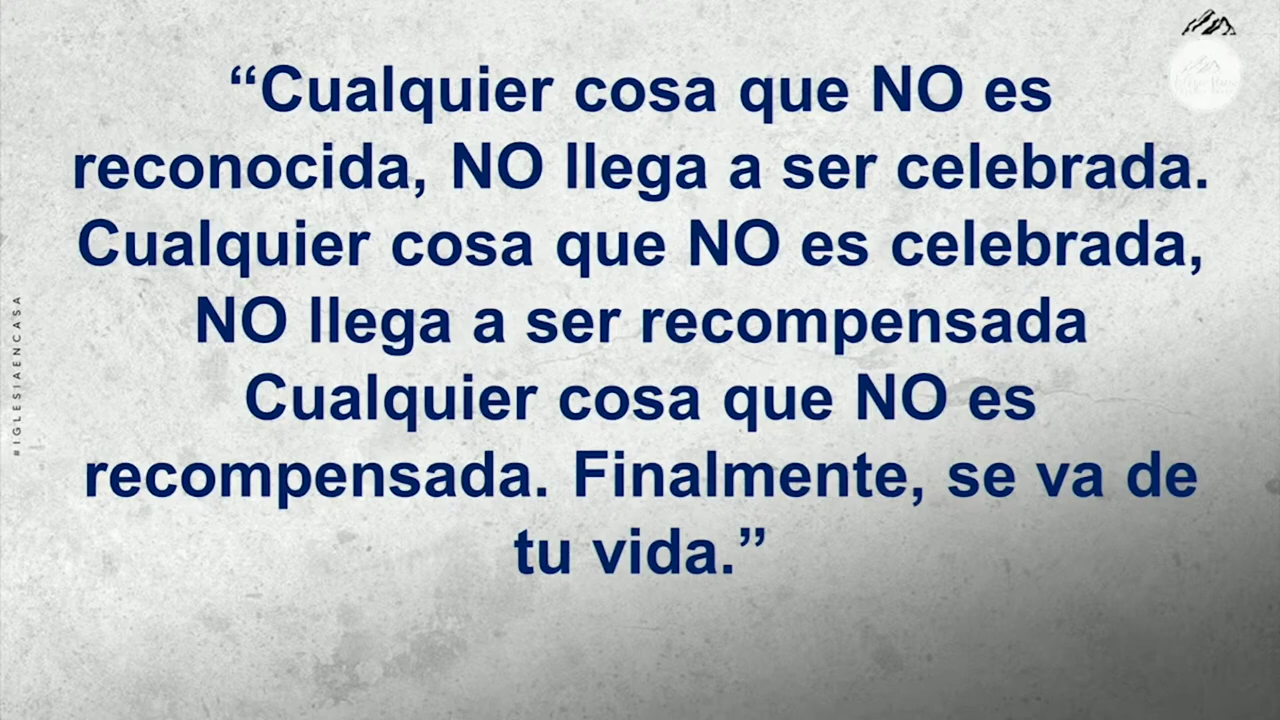 “Cualquier cosa que NO es
reconocida, NO llega a ser celebrada.
Cualquier cosa que NO es celebrada,
NO llega a ser recompensada
Cualquier cosa que NO es
recompensada. Finalmente, se va de
tu vida.”
#IGLESIAENCASA